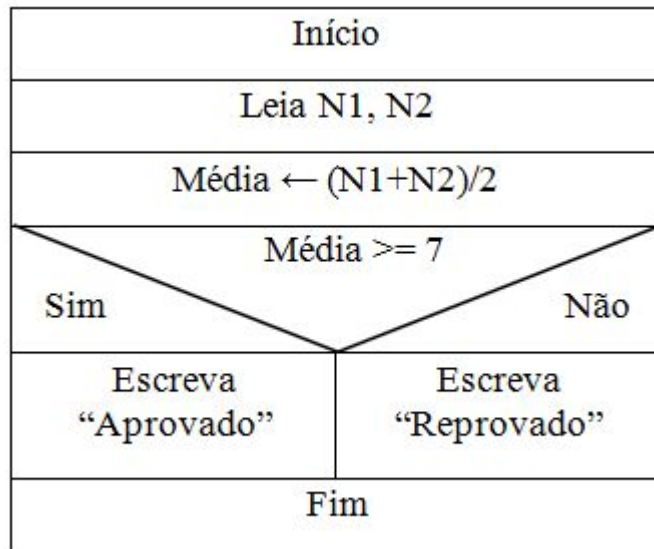 Início
Leia N1, N2
Média ← (N1+N2)/2
Média >= 7
Sim
Não
Escreva
“Aprovado”
Escreva
“Reprovado”
Fim